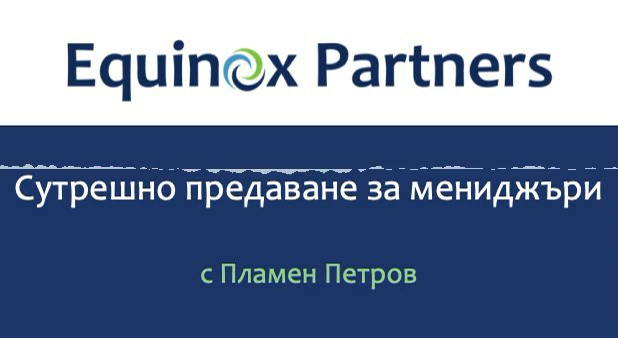 Equinox Partners
Сутрешно предаване за мениджъри
с Пламен Петров